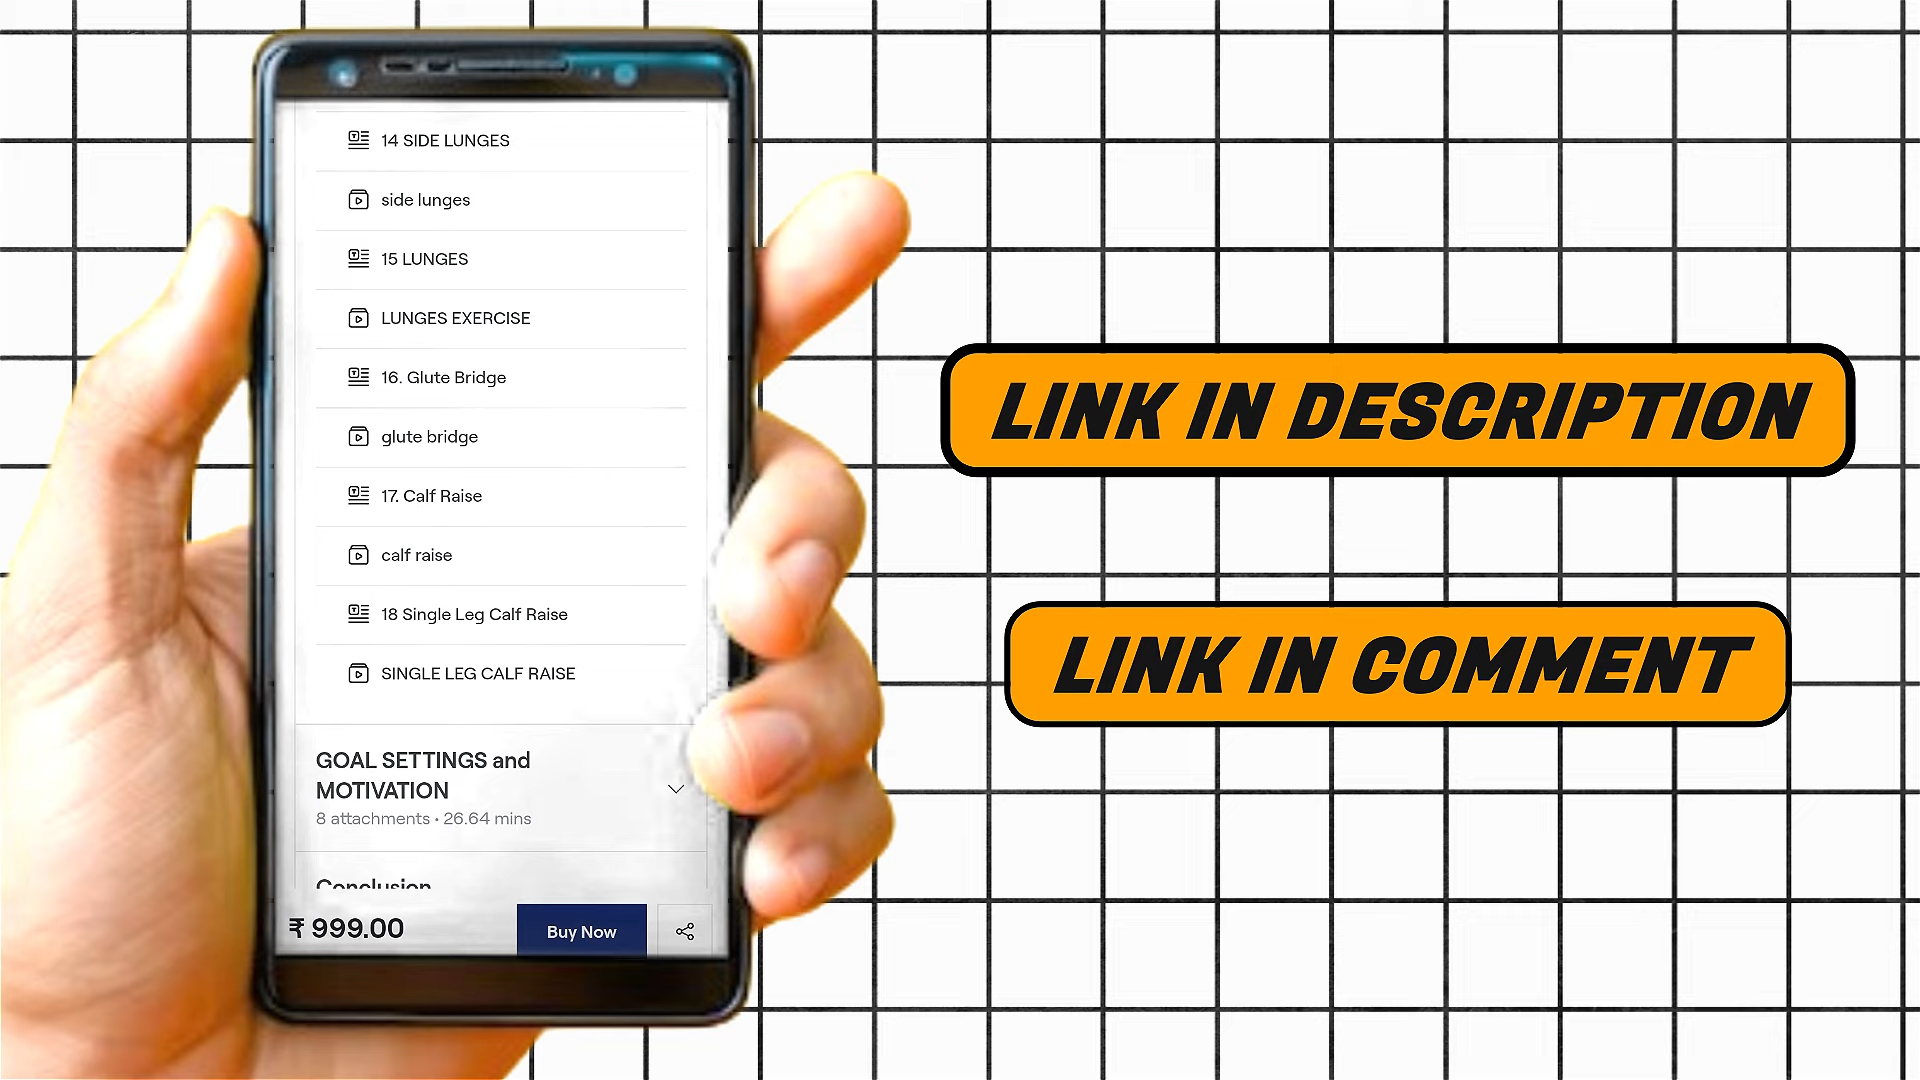 14 SIDE LUNGES
side lunges
15 LUNGES
LUNGES EXERCISE
16. Glute Bridge
glute bridge
17. Calf Raise
calf raise
18 Single Leg Calf Raise
SINGLE LEG CALF RAISE
GOAL SETTINGS and
MOTIVATION
8 attachments • 26.64 mins
Conclusion
₹ 999.00
Buy Now
LINK IN DESCRIPTION
LINK IN COMMENT